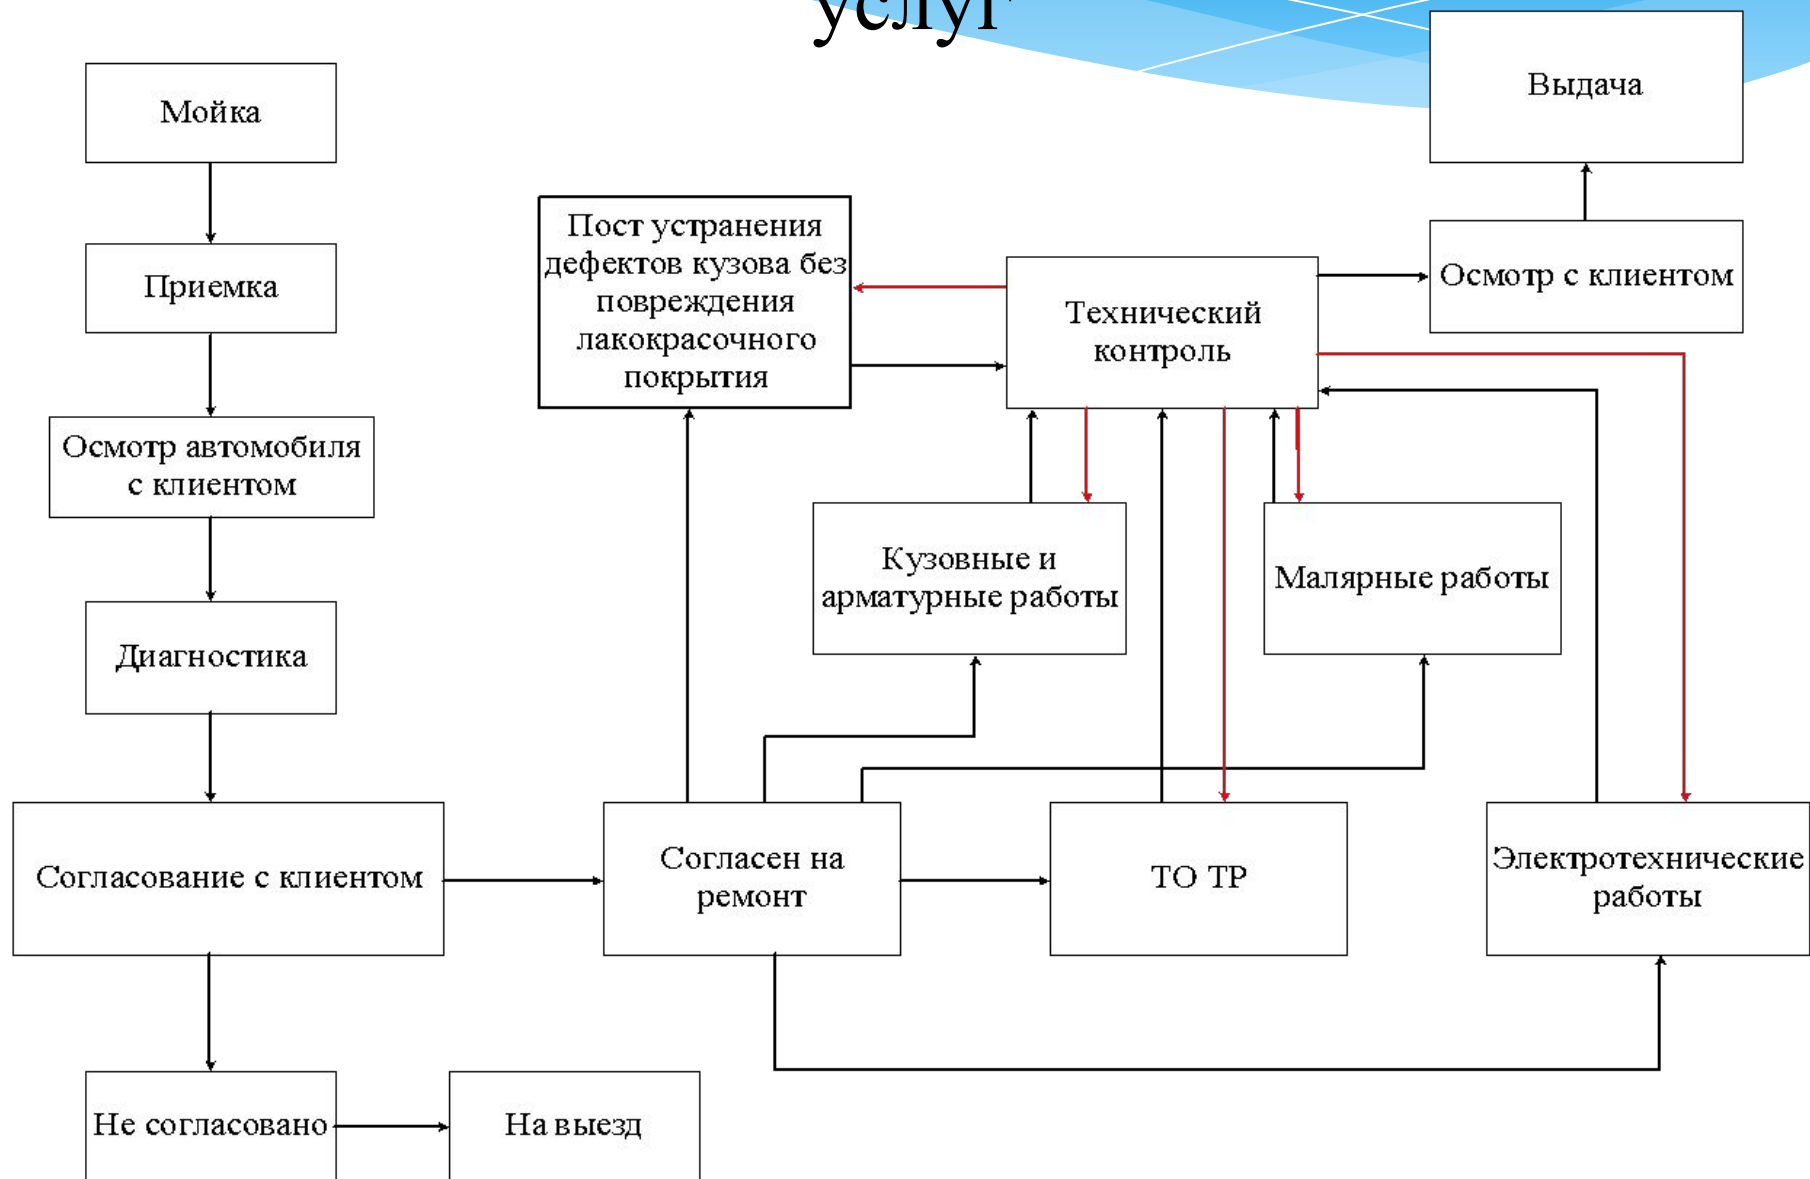 услуг
Мойка
Приемка
Осмотр автомобиля
с клиентом
Диагностика
Согласование с клиентом
Не согласовано
На выезд
Согласен на
ремонт
Пост устранения
дефектов кузова без
повреждения
лакокрасочного
покрытия
Технический
контроль
Кузовные и
арматурные работы
Малярные работы
ТО ТР
Электротехнические
работы
Осмотр с клиентом
Выдача